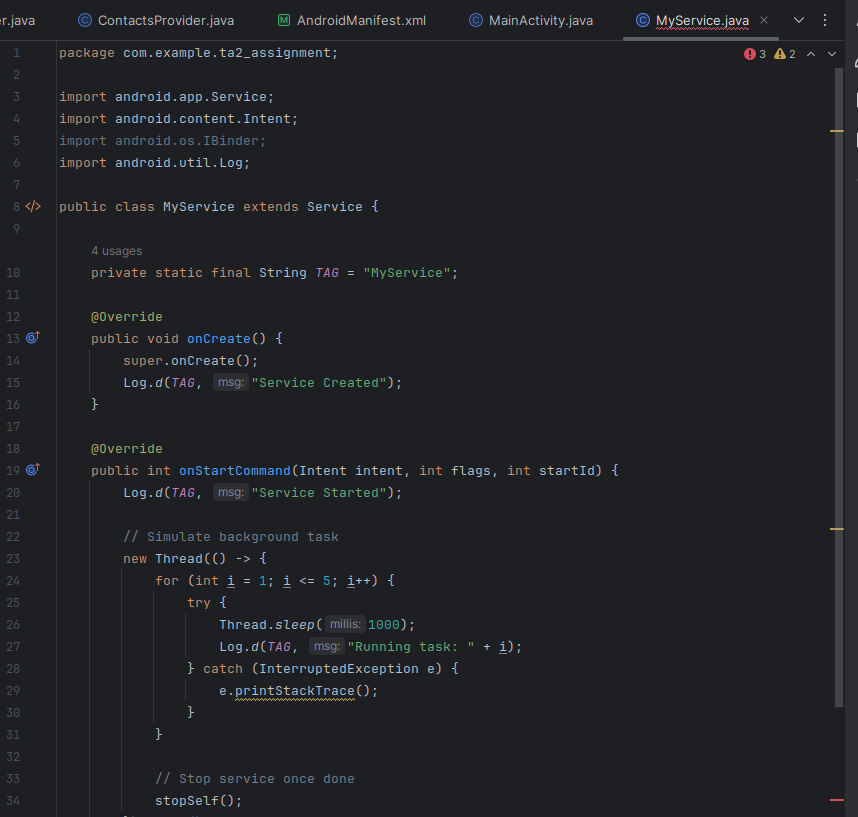 er.java ContactsProvider.java AndroidManifest.xml MainActivity.java MyService.java
3 2
1 package com.example.ta2_assignment;
2
3 import android.app.Service;
4 import android.content.Intent;
5 import android.os.IBinder;
6 import android.util.Log;
7
8 public class MyService extends Service {
9
4 usages
10 private static final String TAG = "MyService";
11
12 @Override
13 public void onCreate() {
14 super.onCreate();
15 Log.d(TAG, msg: "Service Created");
16 }
17
18 @Override
19 public int onStartCommand(Intent intent, int flags, int startId) {
20 Log.d(TAG, msg: "Service Started");
21
22 // Simulate background task
23 new Thread(() -> {
24 for (int i = 1; i <= 5; i++) {
25 try {
26 Thread.sleep( millis: 1000);
27 Log.d(TAG, msg: "Running task: " + i);
28 } catch (InterruptedException e) {
29 e.printStackTrace();
30 }
31 }
32
33 // Stop service once done
34 stopSelf();